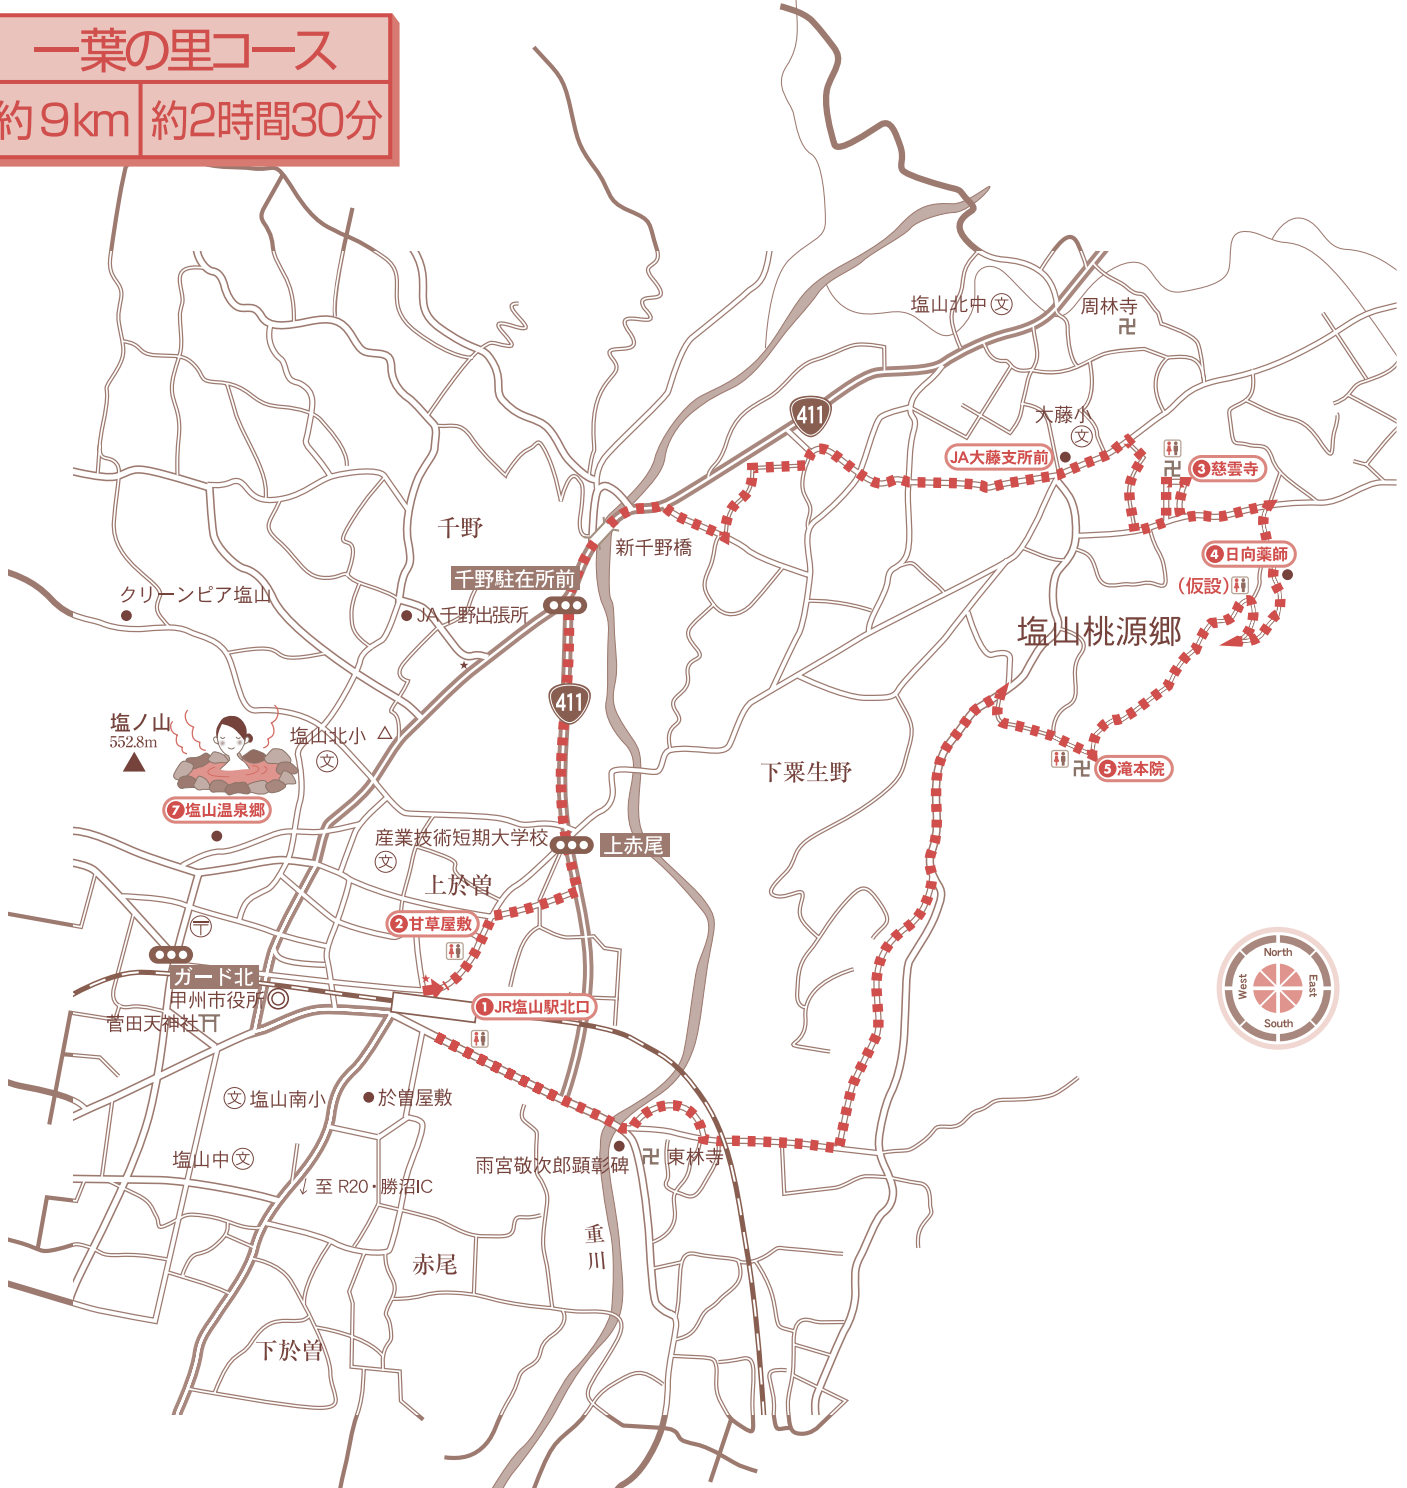 一葉の里コース
約9km
約2時間30分
塩山北中
文
周林寺
411
大藤小
文
JA大藤支所前
3慈雲寺
千野
新千野橋
4日向薬師
(仮設)
千野駐在所前
クリーンピア塩山
JA千野出張所
塩山桃源郷
411
塩ノ山
552.8m
塩山北小
文
下粟生野
5滝本院
7塩山温泉郷
産業技術短期大学校
文
上赤尾
上於曽
2甘草屋敷
〒
ガード北
甲州市役所
1JR塩山駅北口
菅田天神社
North
West
East
South
文
塩山南小
於曽屋敷
塩山中
文
雨宮敬次郎顕彰碑
東林寺
至 R20・勝沼IC
重川
赤尾
下於曽